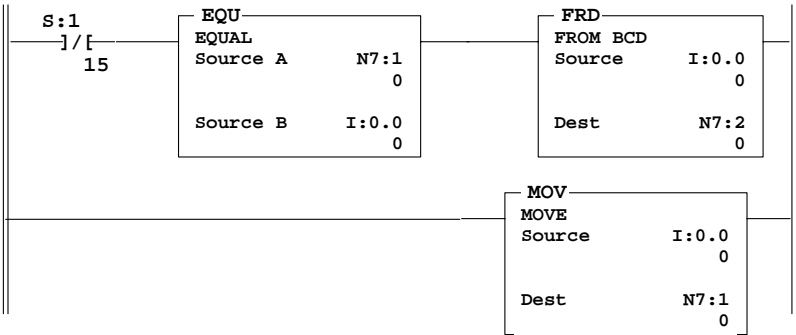 S:1
]/[
15
EQU
EQUAL
Source A N7:1
0
Source B I:0.0
0
FRD
FROM BCD
Source I:0.0
0
Dest N7:2
0
MOV
MOVE
Source I:0.0
0
Dest N7:1
0